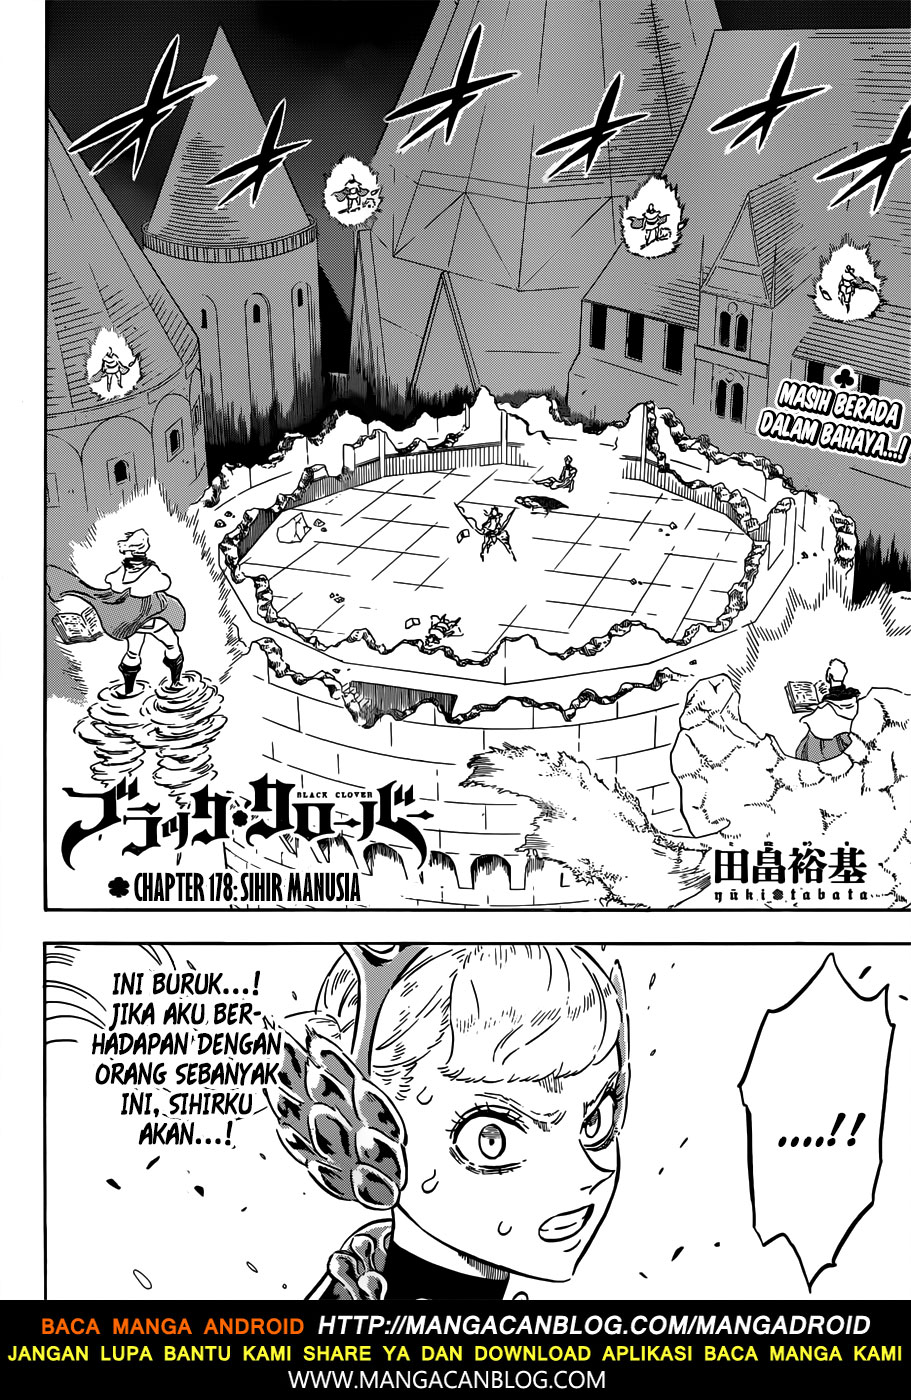 MASIH BERADA
DALAM BAHAYA...!
ブラッククローバー
BLACK CLOVER
CHAPTER 178: SIHIR MANUSIA
田畠裕基
yūki tabata
....!!
INI BURUK...!
JIKA AKU BER-
HADAPAN DENGAN
ORANG SEBANYAK
INI, SIHIRKU
AKAN...!
BACA MANGA ANDROID HTTP://MANGACANBLOG.COM/MANGADROID
JANGAN LUPA BANTU KAMI SHARE YA DAN DOWNLOAD APLIKASI BACA MANGA KAMI
WWW.MANGACANBLOG.COM